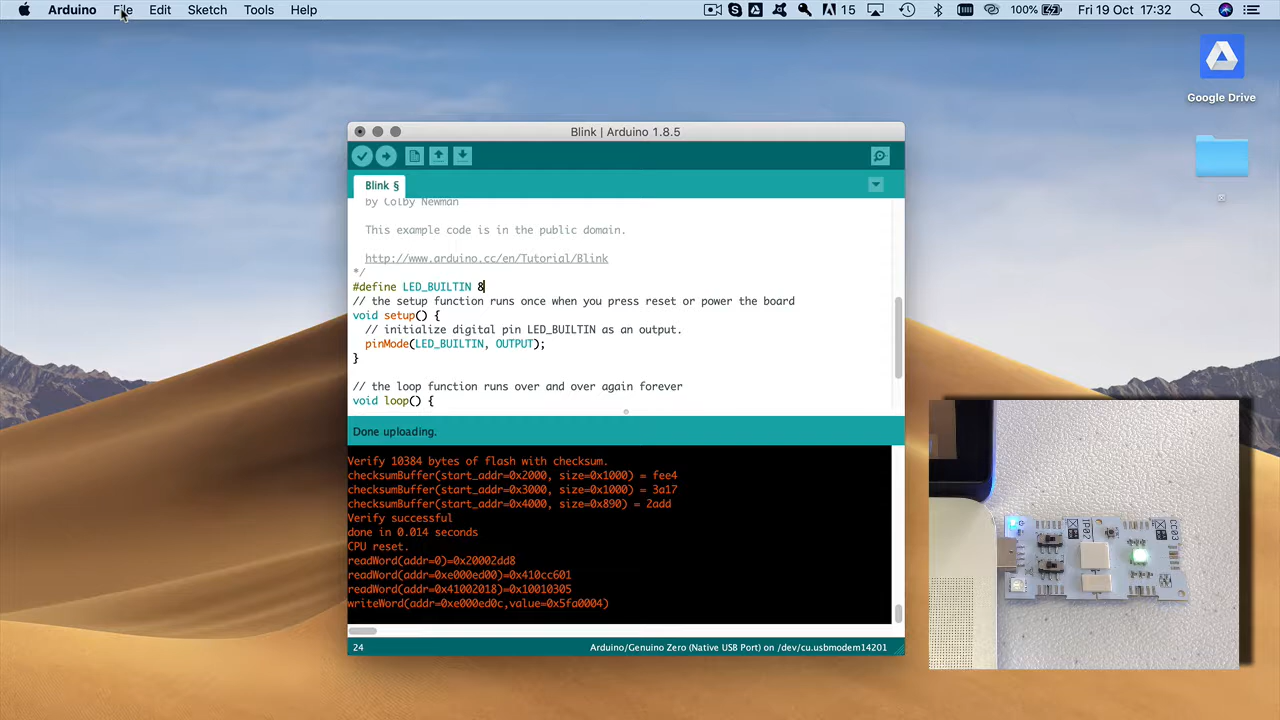 Arduino File Edit Sketch Tools Help 15 100% Fri 19 Oct 17:32
Google Drive
Blink | Arduino 1.8.5
Blink §
by Colby Newman
This example code is in the public domain.
http://www.arduino.cc/en/Tutorial/Blink
*/
#define LED_BUILTIN 8
// the setup function runs once when you press reset or power the board
void setup() {
// initialize digital pin LED_BUILTIN as an output.
pinMode(LED_BUILTIN, OUTPUT);
}
// the loop function runs over and over again forever
void loop() {
Done uploading.
Verify 10384 bytes of flash with checksum.
checksumBuffer(start_addr=0x2000, size=0x1000) = fee4
checksumBuffer(start_addr=0x3000, size=0x1000) = 3a17
checksumBuffer(start_addr=0x4000, size=0x890) = 2add
Verify successful
done in 0.014 seconds
CPU reset.
readWord(addr=0)=0x20002dd8
readWord(addr=0xe000ed00)=0x410cc601
readWord(addr=0x41002018)=0x10010305
writeWord(addr=0xe000ed0c,value=0x5fa0004)
24 Arduino/Genuino Zero (Native USB Port) on /dev/cu.usbmodem14201
IP02
CC03